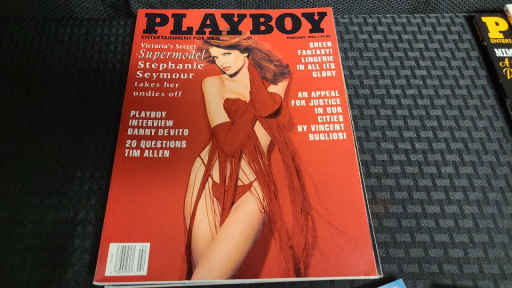 PLAYBOY
ENTERTAINMENT FOR MEN
Victoria's Secret
Supermodel
Stephanie
Seymour
takes her
undies off
SHEER
FANTASY!
LINGERIE
IN ALL ITS
GLORY
PLAYBOY
INTERVIEW
DANNY DEVITO
20 QUESTIONS
TIM ALLEN
AN APPEAL
FOR JUSTICE
IN OUR
CITIES
BY VINCENT
BUGLIOSI